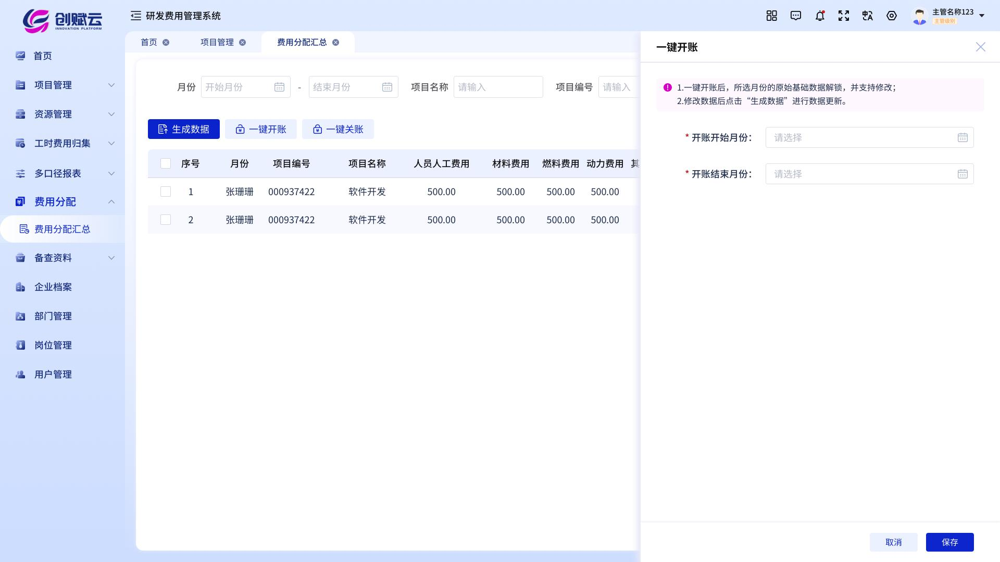 创赋云
INNOVATION PLATFORM
研发费用管理系统
主管名称123
主管级别
首页
项目管理
资源管理
工时费用归集
多口径报表
费用分配
费用分配汇总
备查资料
企业档案
部门管理
岗位管理
用户管理
首页 项目管理 费用分配汇总
月份 开始月份 - 结束月份 项目名称 请输入 项目编号 请输入
生成数据 一键开账 一键关账
序号 月份 项目编号 项目名称 人员人工费用 材料费用 燃料费用 动力费用 其
1 张珊珊 000937422 软件开发 500.00 500.00 500.00 500.00
2 张珊珊 000937422 软件开发 500.00 500.00 500.00 500.00
一键开账
1.一键开账后，所选月份的原始基础数据解锁，并支持修改；
2.修改数据后点击“生成数据”进行数据更新。
* 开账开始月份： 请选择
* 开账结束月份： 请选择
取消 保存